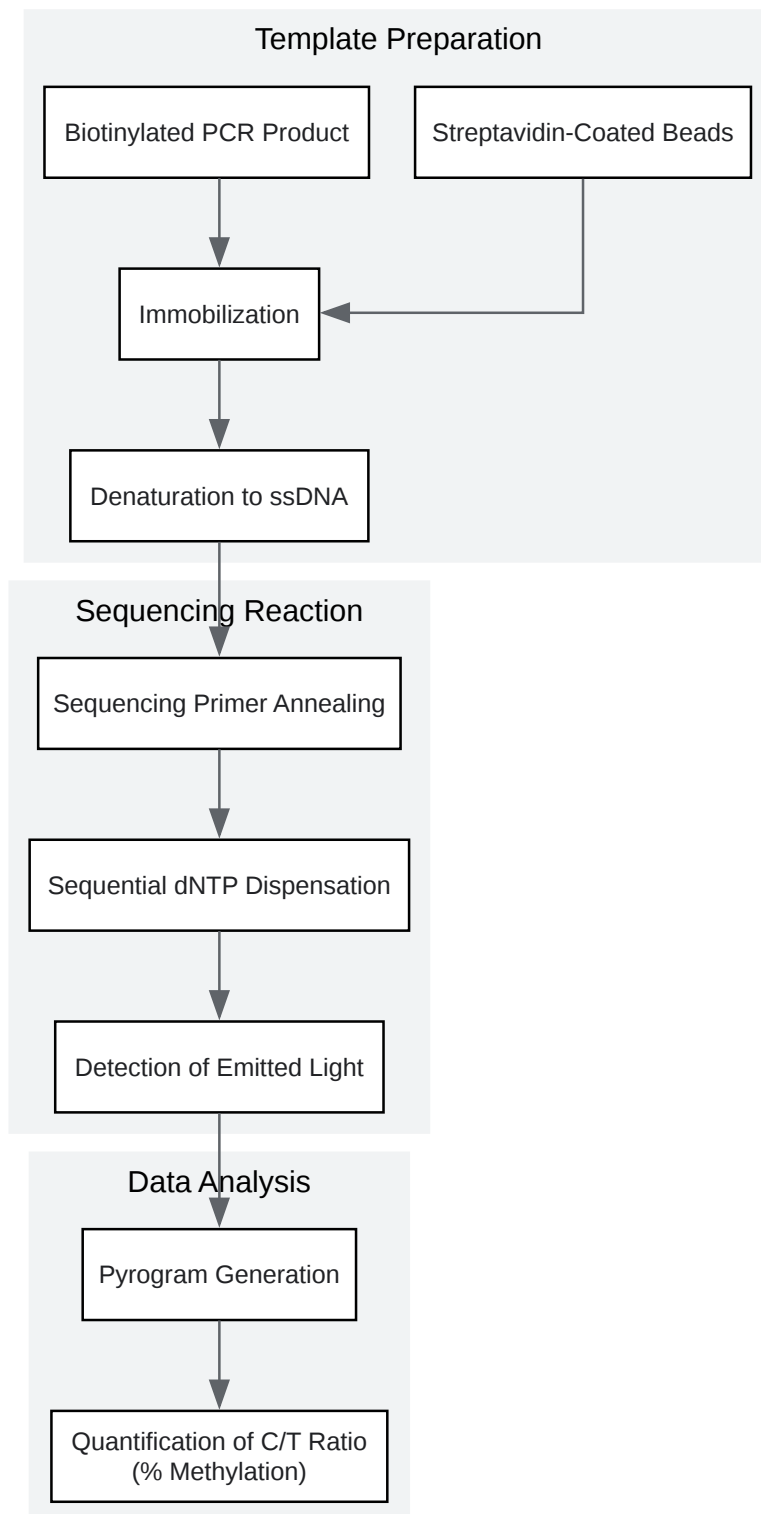 Template Preparation
Biotinylated PCR Product
Streptavidin-Coated Beads
Immobilization
Denaturation to ssDNA
Sequencing Reaction
Sequencing Primer Annealing
Sequential dNTP Dispensation
Detection of Emitted Light
Data Analysis
Pyrogram Generation
Quantification of C/T Ratio
(% Methylation)